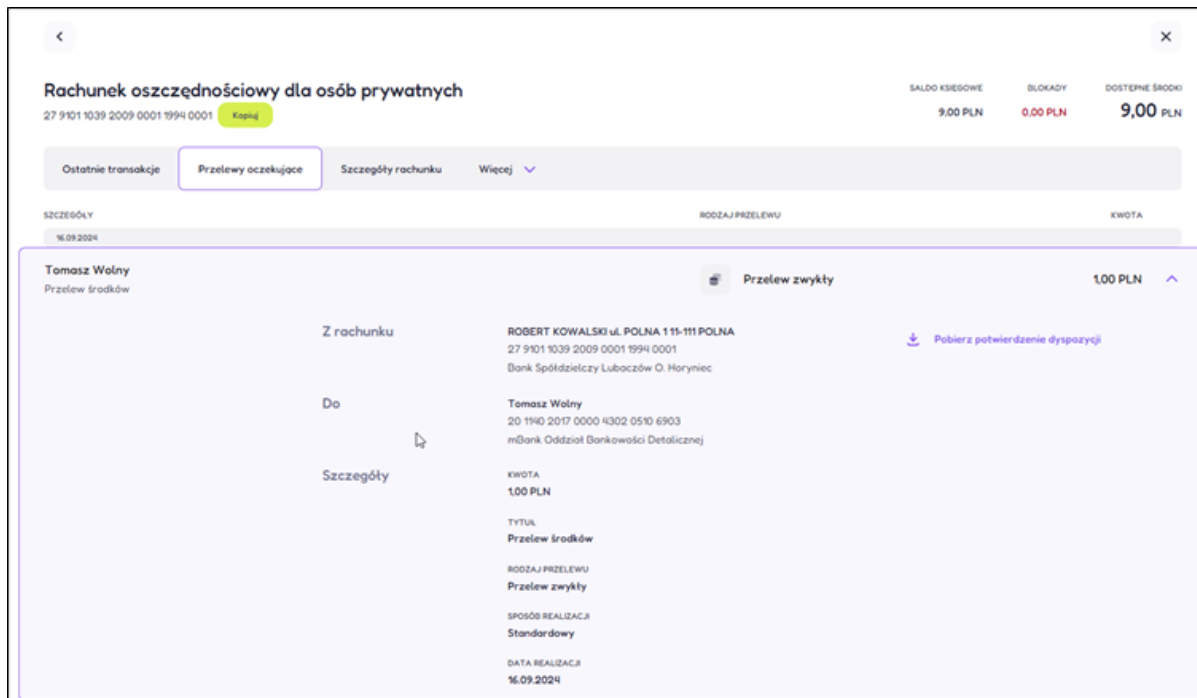 Rachunek oszczędnościowy dla osób prywatnych
27 9101 1039 2009 0001 1994 0001 Kopiuj
SALDO KSIĘGOWE BLOKADY DOSTĘPNE ŚRODKI
9,00 PLN 0,00 PLN 9,00 PLN
Ostatnie transakcje Przelewy oczekujące Szczegóły rachunku Więcej
SZCZEGÓŁY RODZAJ PRZELEWU KWOTA
16.09.2024
Tomasz Wolny
Przelew środków
Przelew zwykły 1,00 PLN
Z rachunku
ROBERT KOWALSKI ul. POLNA 1 11-111 POLNA
27 9101 1039 2009 0001 1994 0001
Bank Spółdzielczy Lubaczów O. Horyniec
Pobierz potwierdzenie dyspozycji
Do
Tomasz Wolny
20 1140 2017 0000 4302 0510 6903
mBank Oddział Bankowości Detalicznej
Szczegóły
KWOTA
1,00 PLN
TYTUŁ
Przelew środków
RODZAJ PRZELEWU
Przelew zwykły
SPOSÓB REALIZACJI
Standardowy
DATA REALIZACJI
16.09.2024